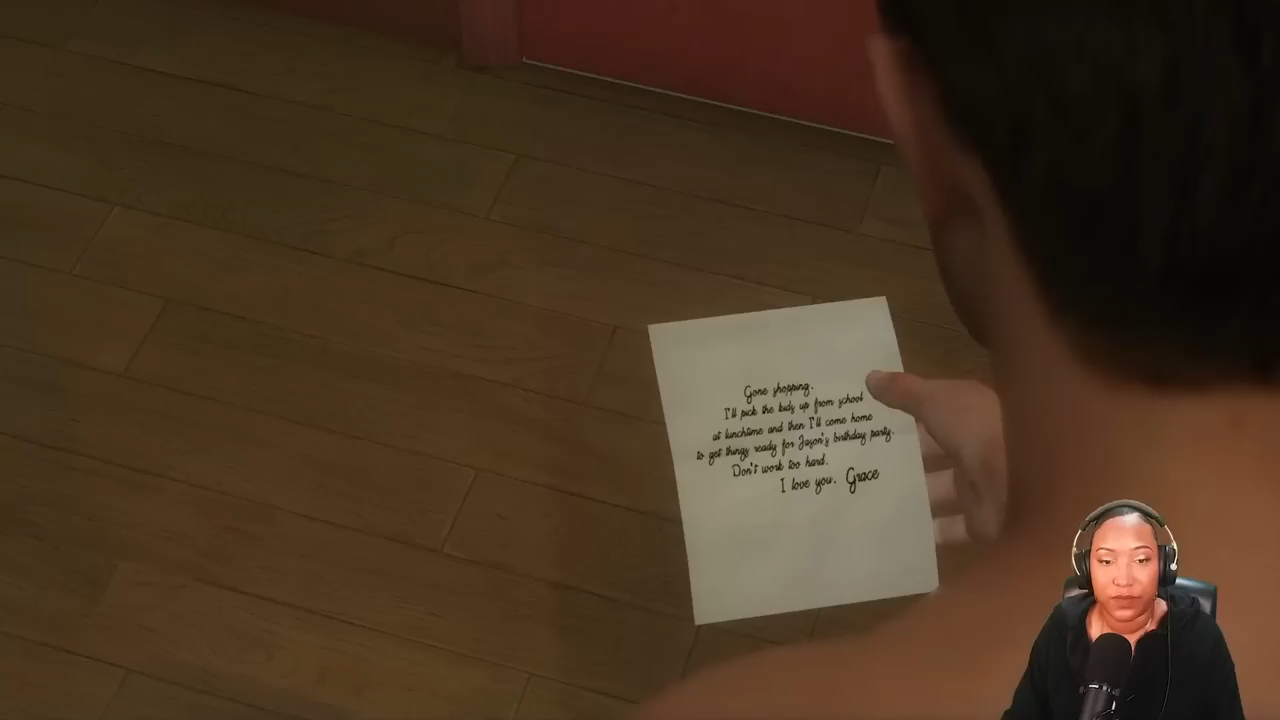 Gone shopping.
I'll pick the kids up from school
at lunchtime and then I'll come home
to get things ready for Jason's birthday party.
Don't work too hard.
I love you. Grace